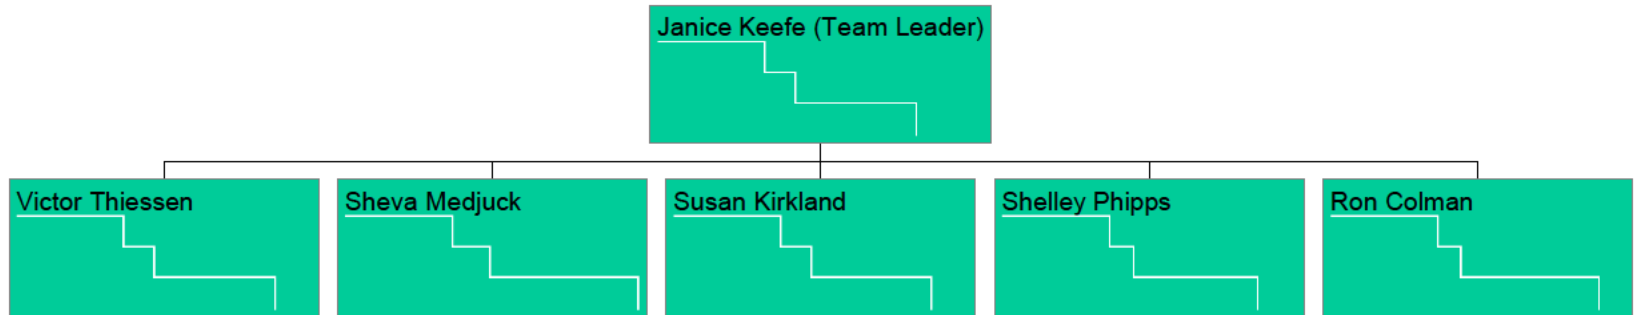 Janice Keefe (Team Leader)
Victor Thiessen
Sheva Medjuck
Susan Kirkland
Shelley Phipps
Ron Colman